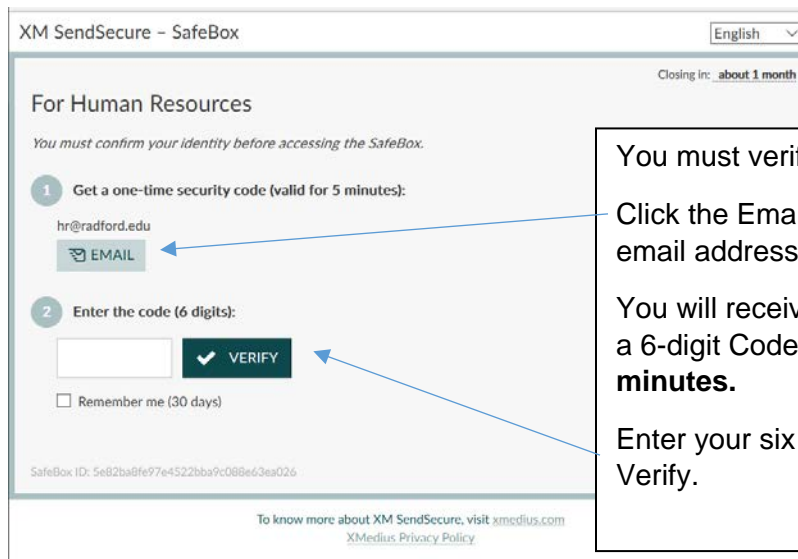 XM SendSecure – SafeBox
English
Closing in: about 1 month
For Human Resources
You must confirm your identity before accessing the SafeBox.
1 Get a one-time security code (valid for 5 minutes):
hr@radford.edu
EMAIL
2 Enter the code (6 digits):
VERIFY
Remember me (30 days)
SafeBox ID: 5e82ba8fe97e4522bba9c088e63ea026
To know more about XM SendSecure, visit xmedius.com
XMedius Privacy Policy
You must verif
Click the Ema
email address
You will receiv
a 6-digit Code
minutes.
Enter your six
Verify.